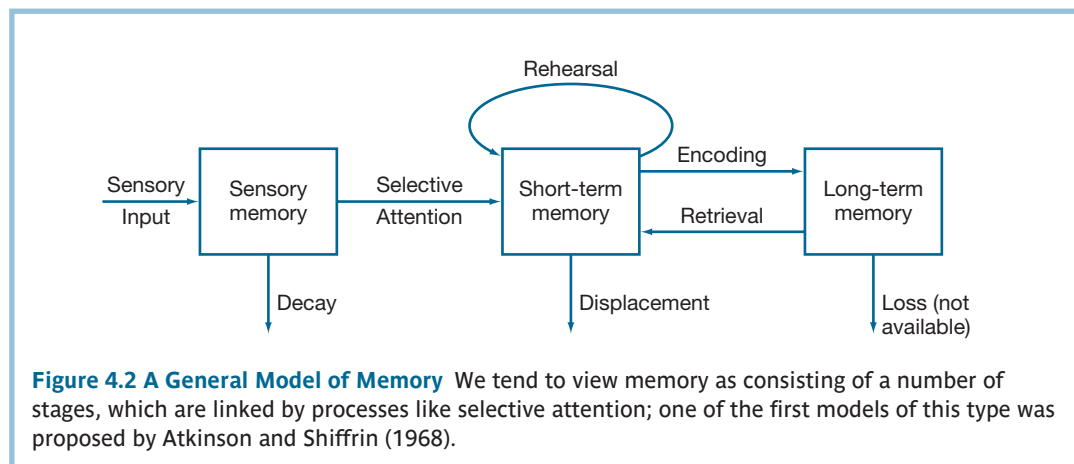 Rehearsal
Sensory
Input
Sensory
memory
Selective
Attention
Short-term
memory
Encoding
Retrieval
Long-term
memory
Decay
Displacement
Loss (not
available)
Figure 4.2 A General Model of Memory We tend to view memory as consisting of a number of
stages, which are linked by processes like selective attention; one of the first models of this type was
proposed by Atkinson and Shiffrin (1968).